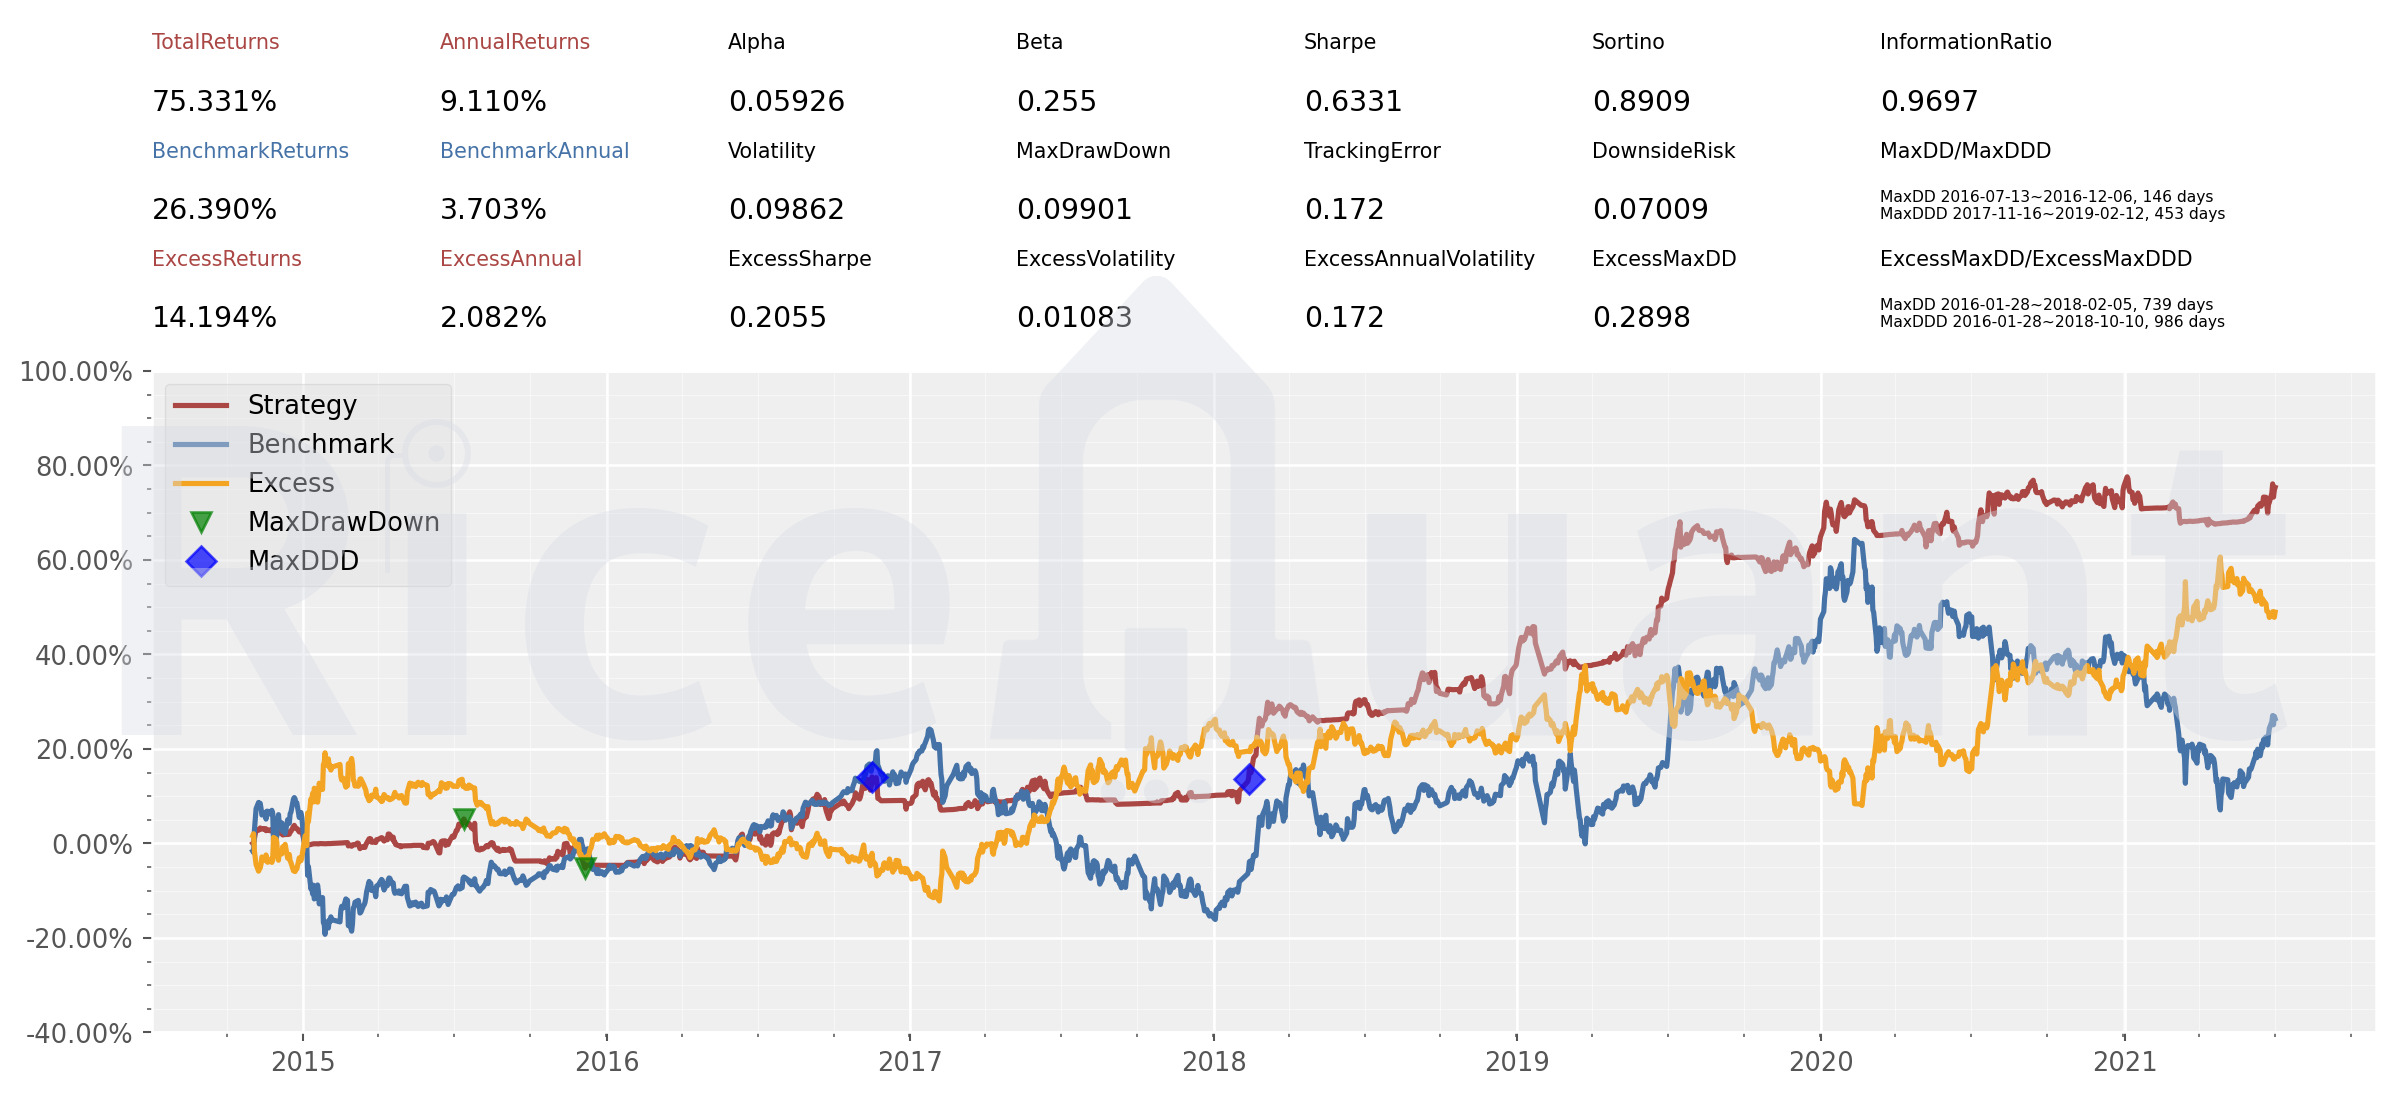 TotalReturns AnnualReturns Alpha Beta Sharpe Sortino InformationRatio
75.331% 9.110% 0.05926 0.255 0.6331 0.8909 0.9697
BenchmarkReturns BenchmarkAnnual Volatility MaxDrawDown TrackingError DownsideRisk MaxDD/MaxDDD
26.390% 3.703% 0.09862 0.09901 0.172 0.07009 MaxDD 2016-07-13~2016-12-06, 146 days
MaxDDD 2017-11-16~2019-02-12, 453 days
ExcessReturns ExcessAnnual ExcessSharpe ExcessVolatility ExcessAnnualVolatility ExcessMaxDD ExcessMaxDD/ExcessMaxDDD
14.194% 2.082% 0.2055 0.01083 0.172 0.2898 MaxDD 2016-01-28~2018-02-05, 739 days
MaxDDD 2016-01-28~2018-10-10, 986 days
100.00%
80.00%
60.00%
40.00%
20.00%
0.00%
-20.00%
-40.00%
Strategy
Benchmark
Excess
MaxDrawDown
MaxDDD
RiceQuant
2015 2016 2017 2018 2019 2020 2021